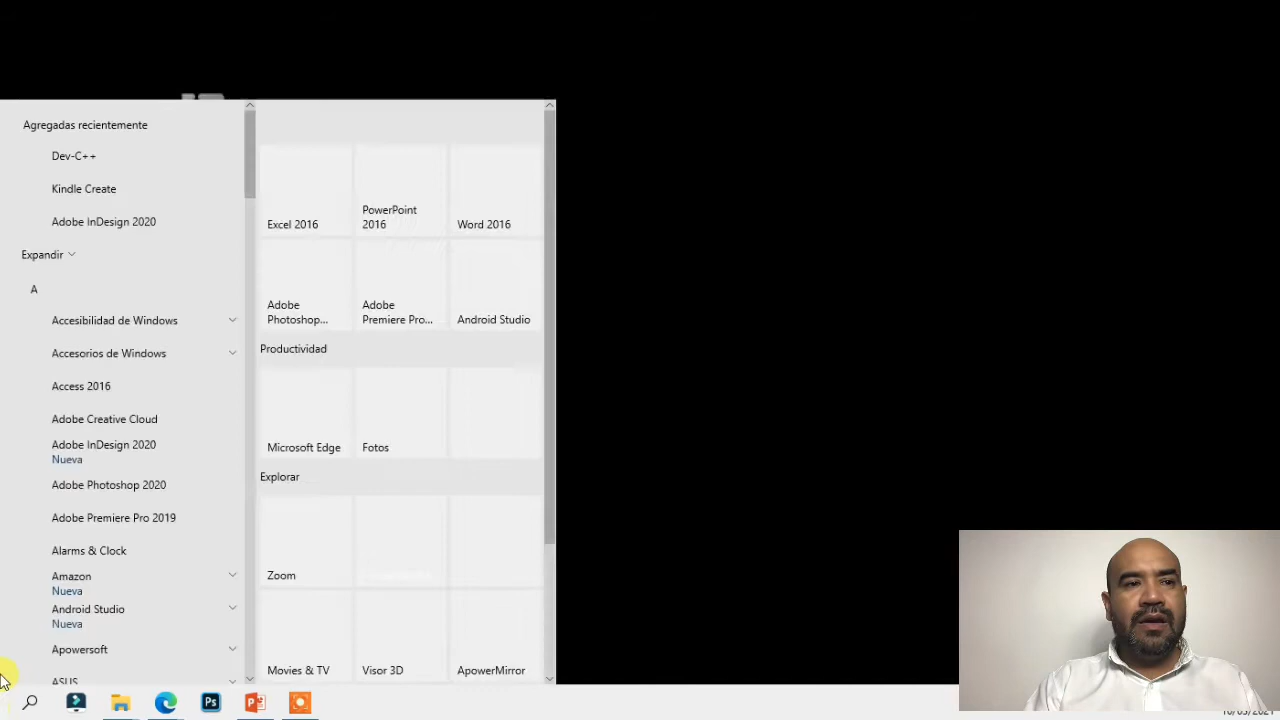 Agregadas recientemente
Dev-C++
Kindle Create
Adobe InDesign 2020
Expandir
A
Accesibilidad de Windows
Accesorios de Windows
Access 2016
Adobe Creative Cloud
Adobe InDesign 2020
Nueva
Adobe Photoshop 2020
Adobe Premiere Pro 2019
Alarms & Clock
Amazon
Nueva
Android Studio
Nueva
Apowersoft
ASUS
Excel 2016
PowerPoint
2016
Word 2016
Adobe
Photoshop...
Adobe
Premiere Pro...
Android Studio
Productividad
Microsoft Edge
Fotos
Explorar
Zoom
Movies & TV
Visor 3D
ApowerMirror
Ps